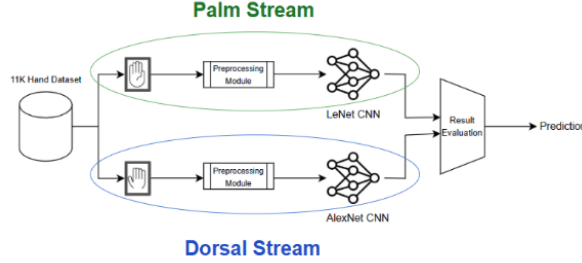 Palm Stream
11K Hand Dataset
Preprocessing
Module
LeNet CNN
Result
Evaluation
Prediction
Preprocessing
Module
AlexNet CNN
Dorsal Stream